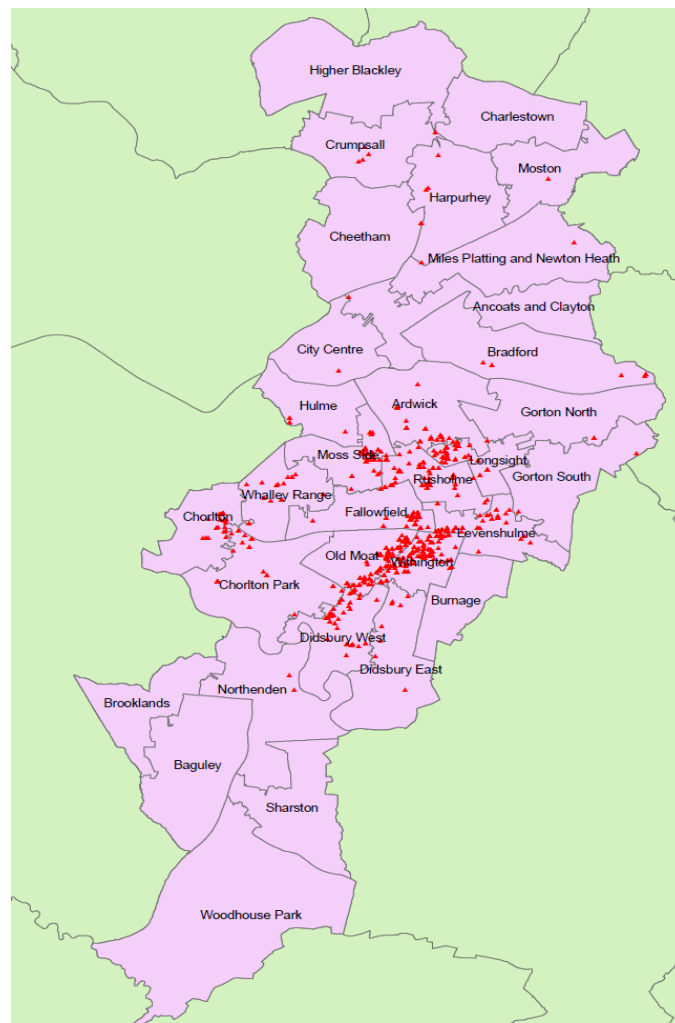 Higher Blackley
Charlestown
Crumpsall
Moston
Harpurhey
Cheetham
Miles Platting and Newton Heath
Ancoats and Clayton
City Centre
Bradford
Hulme
Ardwick
Gorton North
Moss Side
Longsight
Rusholme
Gorton South
Whalley Range
Chorlton
Fallowfield
Levenshulme
Old Moat
Withington
Chorlton Park
Burnage
Didsbury West
Didsbury East
Northenden
Brooklands
Baguley
Sharston
Woodhouse Park